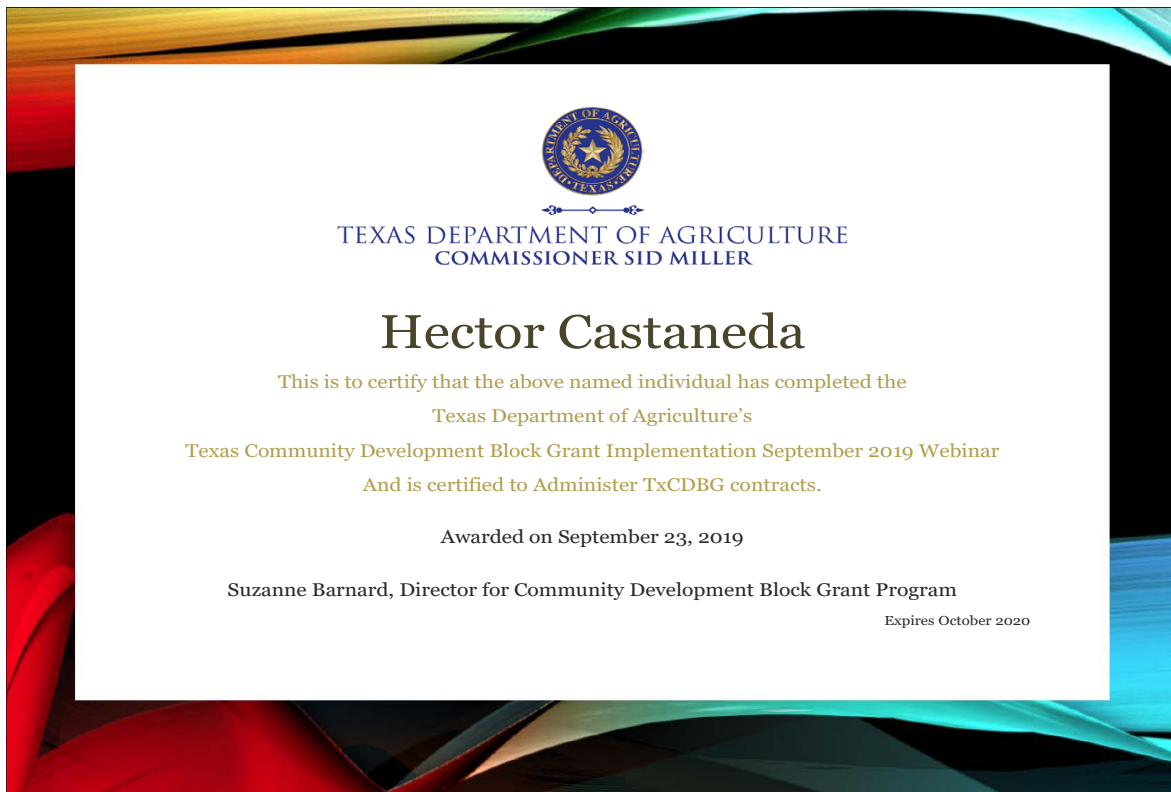 DEPARTMENT OF AGRICULTURE
TEXAS
TEXAS DEPARTMENT OF AGRICULTURE
COMMISSIONER SID MILLER
Hector Castaneda
This is to certify that the above named individual has completed the
Texas Department of Agriculture’s
Texas Community Development Block Grant Implementation September 2019 Webinar
And is certified to Administer TxCDBG contracts.
Awarded on September 23, 2019
Suzanne Barnard, Director for Community Development Block Grant Program
Expires October 2020